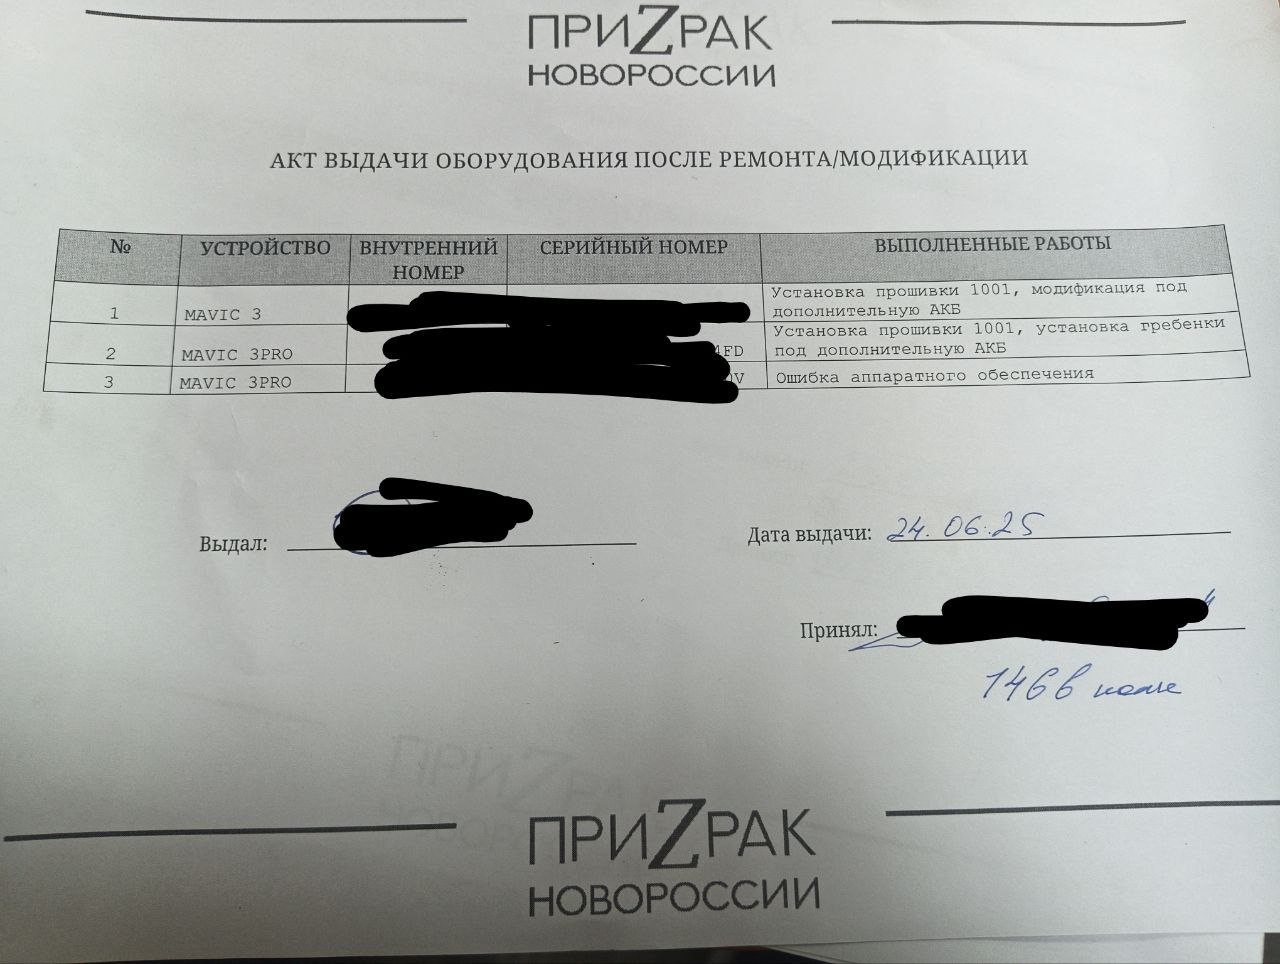 ПРИZРАК
НОВОРОССИИ
АКТ ВЫДАЧИ ОБОРУДОВАНИЯ ПОСЛЕ РЕМОНТА/МОДИФИКАЦИИ
№ УСТРОЙСТВО ВНУТРЕННИЙ НОМЕР СЕРИЙНЫЙ НОМЕР ВЫПОЛНЕННЫЕ РАБОТЫ
1 MAVIC 3 Установка прошивки 1001, модификация под
дополнительную АКБ
2 MAVIC 3PRO 4FD Установка прошивки 1001, установка гребенки
под дополнительную АКБ
3 MAVIC 3PRO Ошибка аппаратного обеспечения
Выдал:
Дата выдачи: 24.06.25
Принял:
ПРИZРАК
НОВОРОССИИ